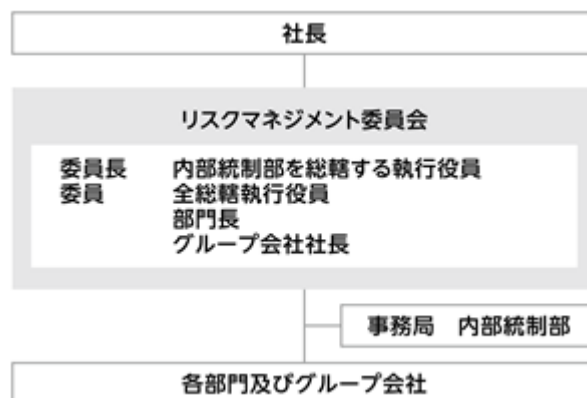 社長
リスクマネジメント委員会
委員長 内部統制部を総轄する執行役員
委員 全総轄執行役員
部門長
グループ会社社長
事務局 内部統制部
各部門及びグループ会社